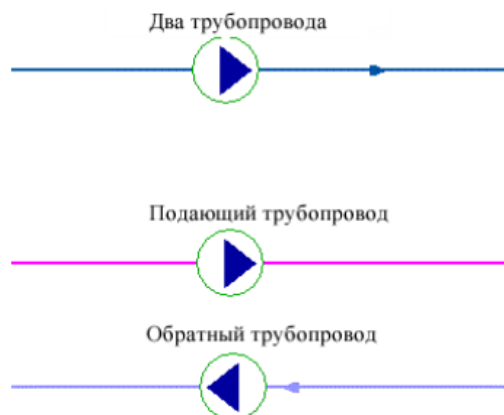 Два трубопровода
Подающий трубопровод
Обратный трубопровод